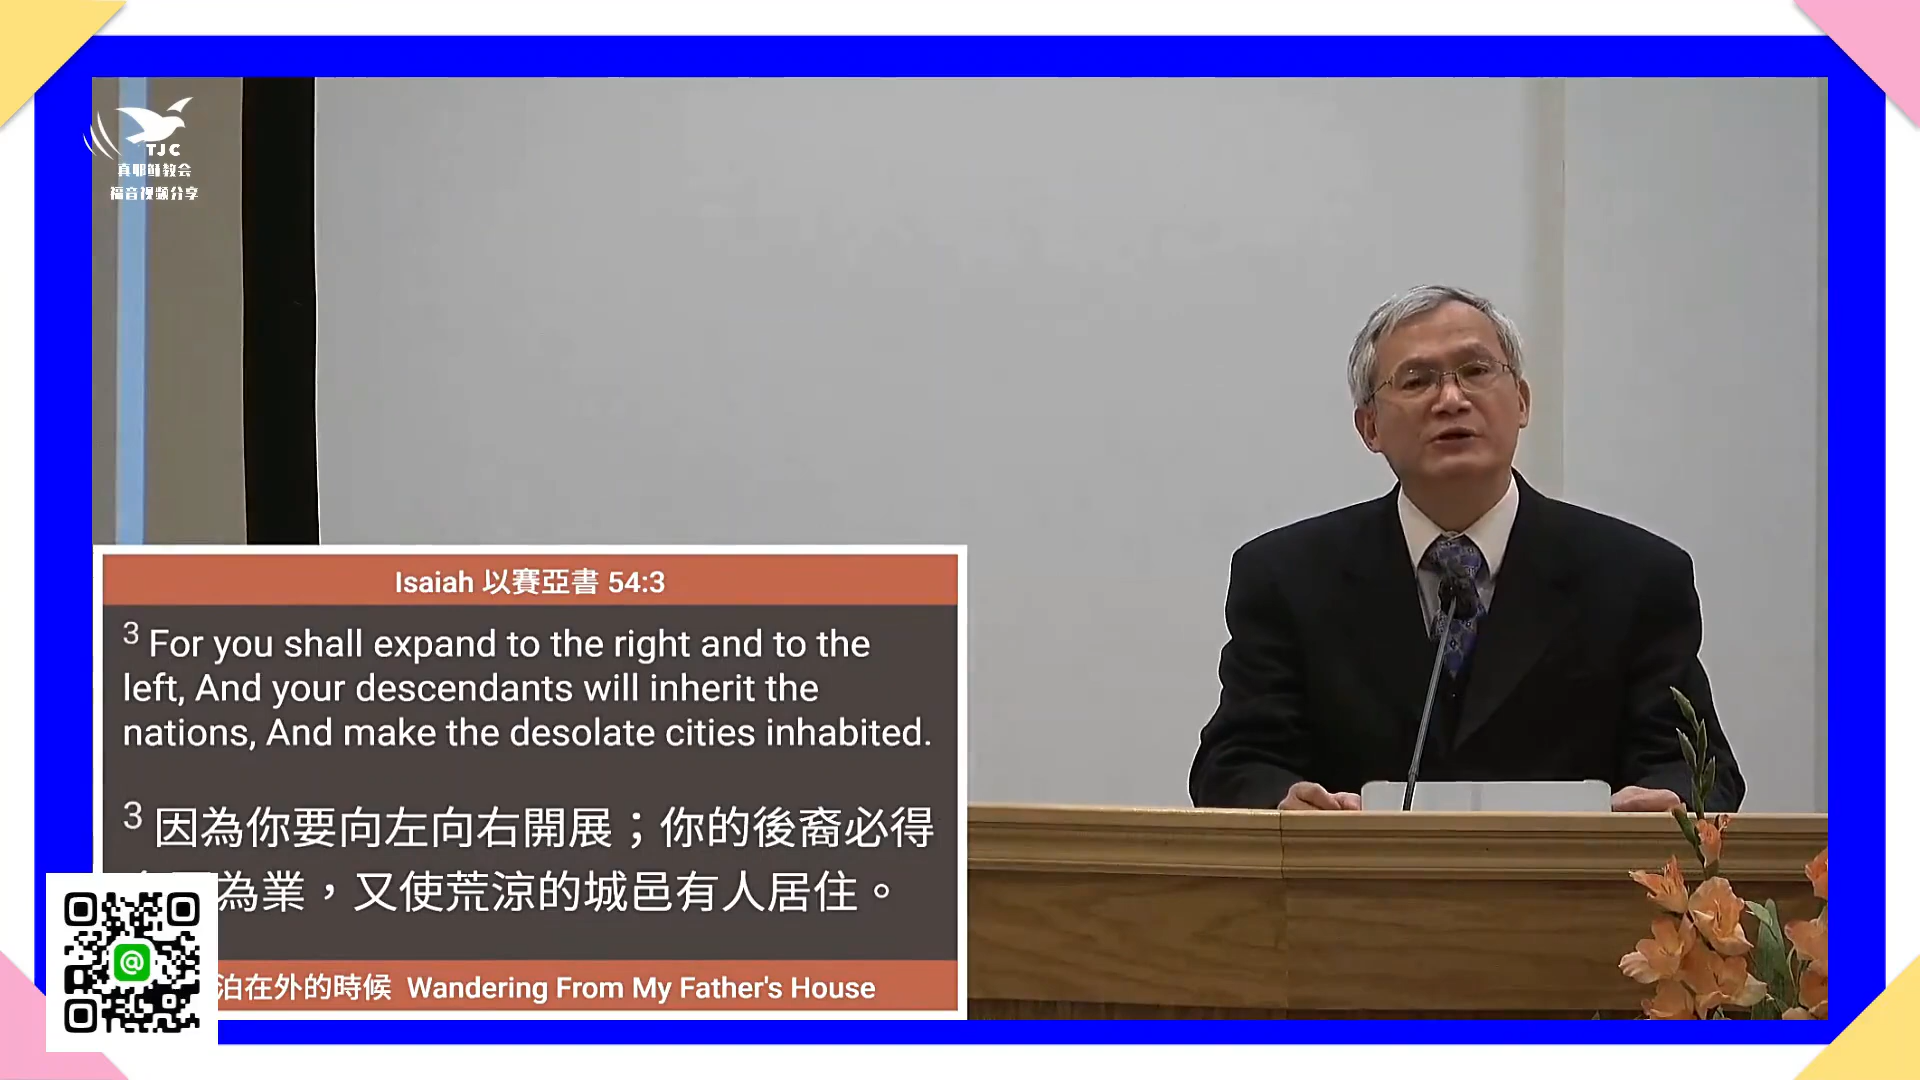 TJC
真耶稣教会
福音视频分享
Isaiah 以賽亞書 54:3
3 For you shall expand to the right and to the
left, And your descendants will inherit the
nations, And make the desolate cities inhabited.
3 因為你要向左向右開展；你的後裔必得
為業，又使荒涼的城邑有人居住。
泊在外的時候 Wandering From My Father's House